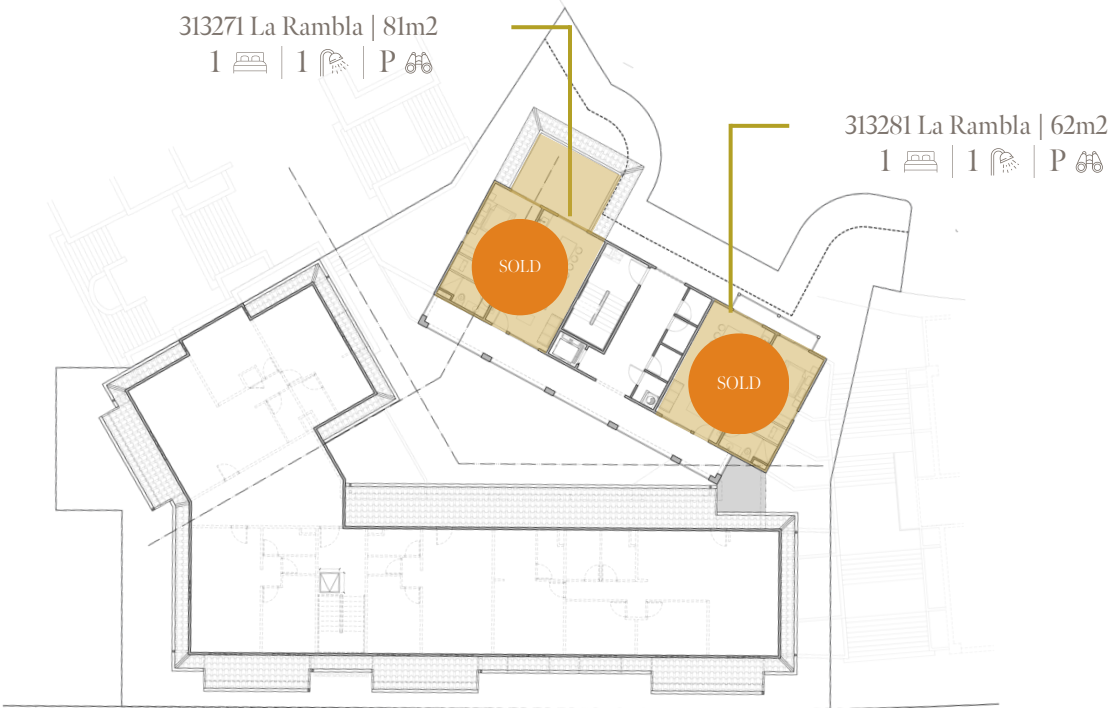 313271 La Rambla | 81m2
1 | 1 | P
313281 La Rambla | 62m2
1 | 1 | P
SOLD
SOLD